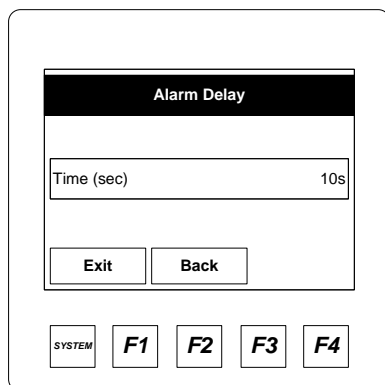 Alarm Delay
Time (sec) 10s
Exit Back
SYSTEM F1 F2 F3 F4